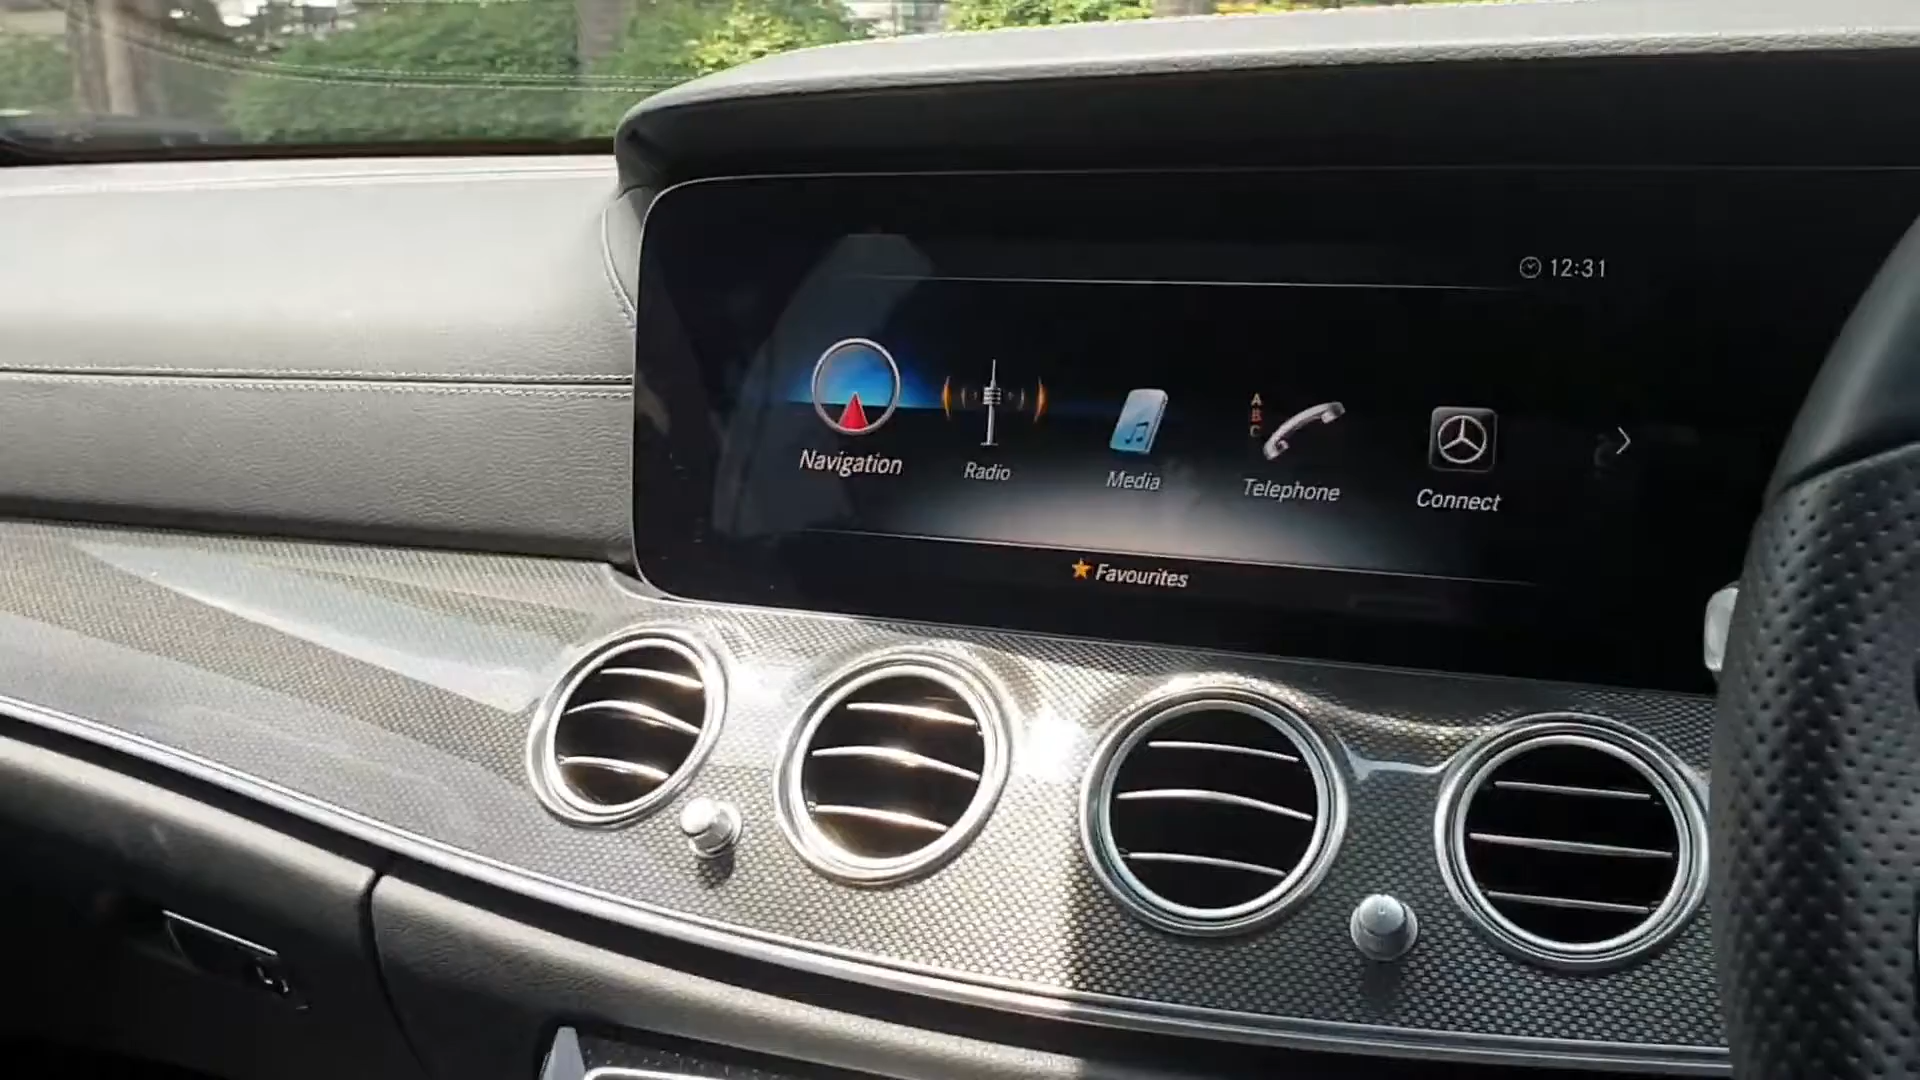 12:31
Navigation
Radio
Media
A
B
C
Telephone
Connect
Favourites